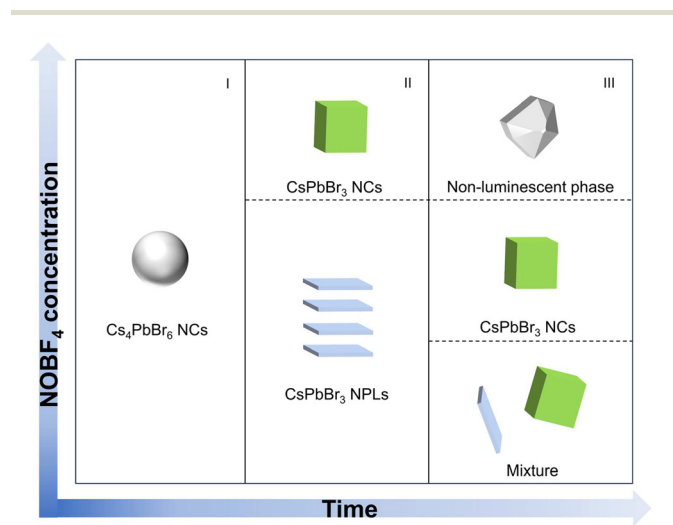 NOBF₄ concentration
I
Cs₄PbBr₆ NCs
II
CsPbBr₃ NCs
CsPbBr₃ NPLs
III
Non-luminescent phase
CsPbBr₃ NCs
Mixture
Time